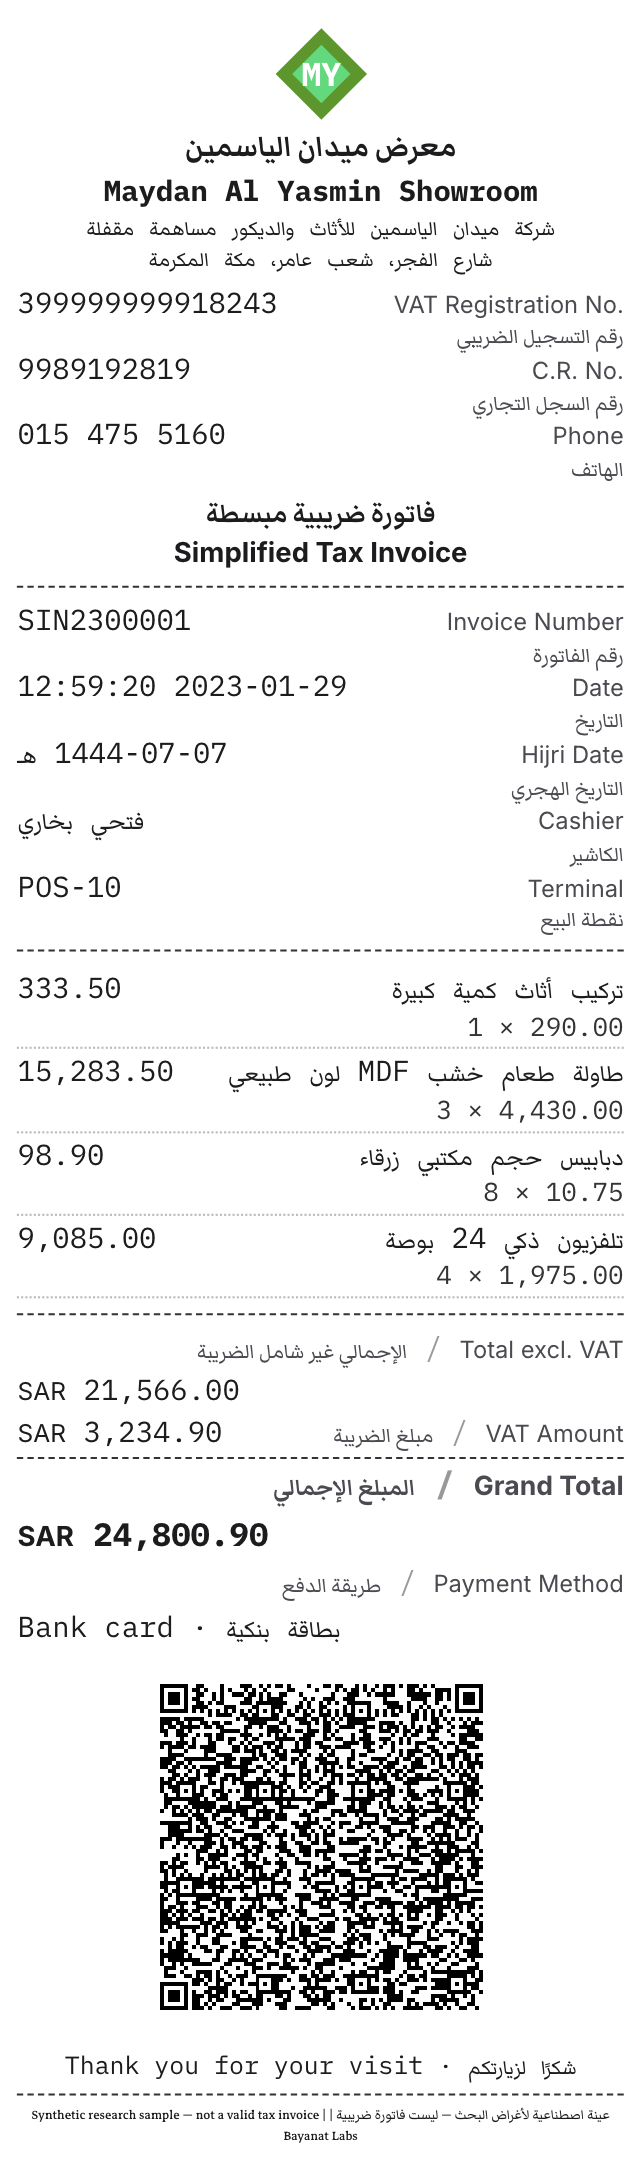 MY
معرض ميدان الياسمين
Maydan Al Yasmin Showroom
شركة ميدان الياسمين للأثاث والديكور مساهمة مقفلة
شارع الفجر، شعب عامر، مكة المكرمة
VAT Registration No. 399999999918243
رقم التسجيل الضريبي
C.R. No. 9989192819
رقم السجل التجاري
Phone 015 475 5160
الهاتف
فاتورة ضريبية مبسطة
Simplified Tax Invoice
Invoice Number SIN2300001
رقم الفاتورة
Date 12:59:20 2023-01-29
التاريخ
Hijri Date 1444-07-07 هـ
التاريخ الهجري
Cashier فتحي بخاري
الكاشير
Terminal POS-10
نقطة البيع
تركيب أثاث كمية كبيرة 333.50
1 × 290.00
طاولة طعام خشب MDF لون طبيعي 15,283.50
3 × 4,430.00
دبابيس حجم مكتبي زرقاء 98.90
8 × 10.75
تلفزيون ذكي 24 بوصة 9,085.00
4 × 1,975.00
Total excl. VAT / الإجمالي غير شامل الضريبة
SAR 21,566.00
VAT Amount / مبلغ الضريبة SAR 3,234.90
Grand Total / المبلغ الإجمالي
SAR 24,800.90
Payment Method / طريقة الدفع
Bank card · بطاقة بنكية
Thank you for your visit · شكرًا لزيارتكم
Synthetic research sample — not a valid tax invoice | عينة اصطناعية لأغراض البحث — ليست فاتورة ضريبية |
Bayanat Labs